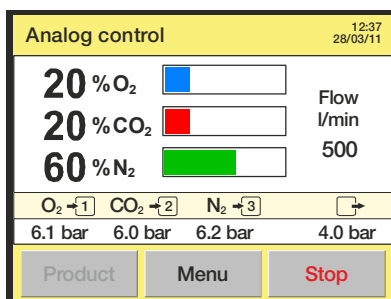 Analog control
12:37
28/03/11
20 %O₂
20 %CO₂
60 %N₂
Flow
l/min
500
O₂ →1 CO₂ →2 N₂ →3
6.1 bar 6.0 bar 6.2 bar 4.0 bar
Product Menu Stop